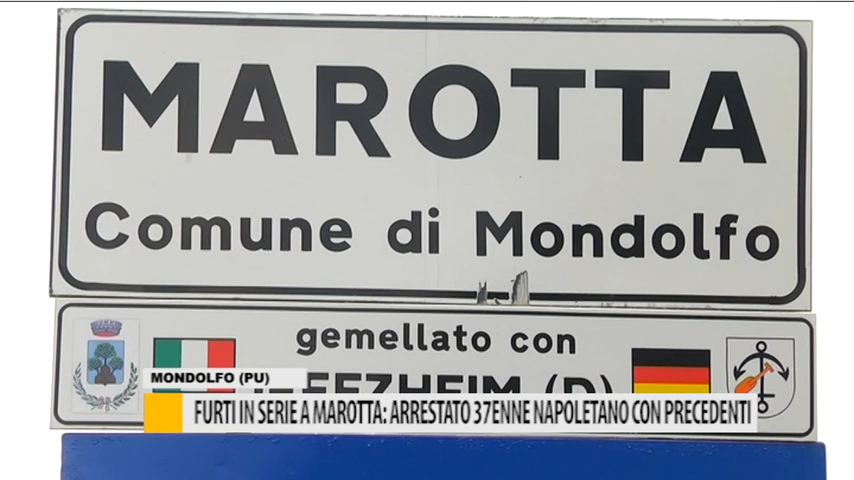 MAROTTA
Comune di Mondolfo
gemellato con
(D)
MONDOLFO (PU)
FURTI IN SERIE A MAROTTA: ARRESTATO 37ENNE NAPOLETANO CON PRECEDENTI